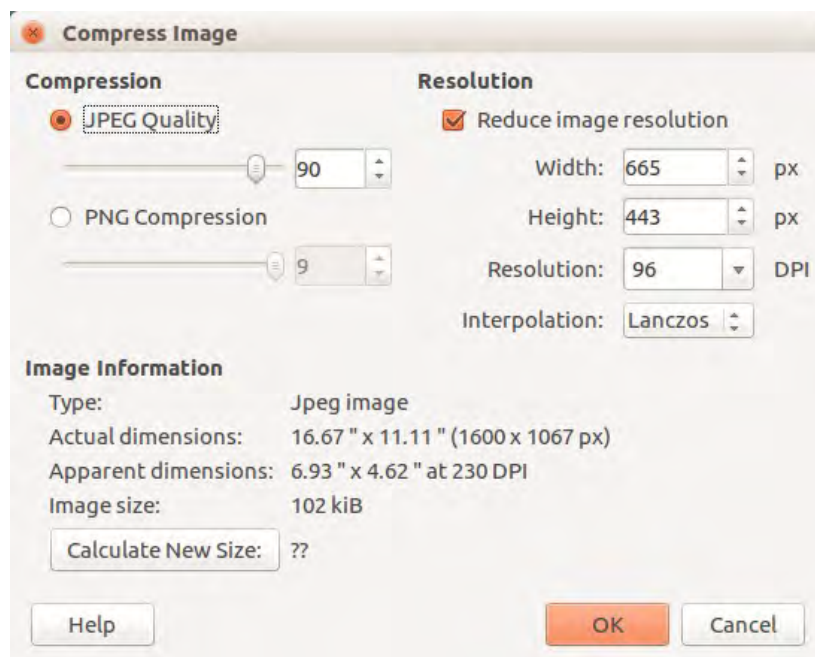 Compress Image
Compression
JPEG Quality
90
PNG Compression
9
Resolution
Reduce image resolution
Width: 665 px
Height: 443 px
Resolution: 96 DPI
Interpolation: Lanczos
Image Information
Type: Jpeg image
Actual dimensions: 16.67 " x 11.11 " (1600 x 1067 px)
Apparent dimensions: 6.93 " x 4.62 " at 230 DPI
Image size: 102 kiB
Calculate New Size: ??
Help OK Cancel